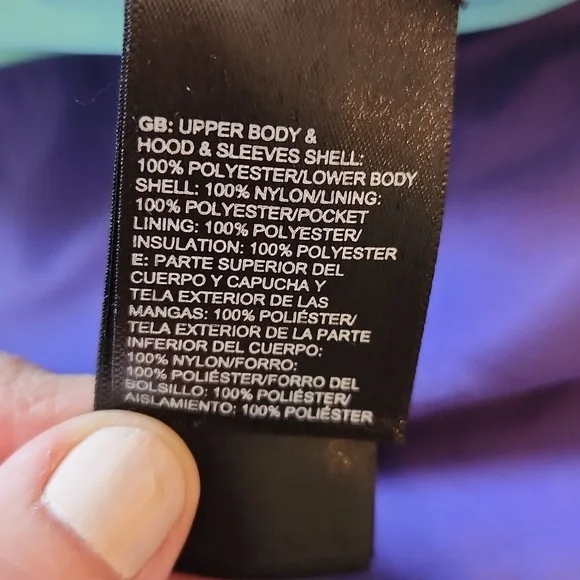 GB: UPPER BODY &
HOOD & SLEEVES SHELL:
100% POLYESTER/LOWER BODY
SHELL: 100% NYLON/LINING:
100% POLYESTER/POCKET
LINING: 100% POLYESTER/
INSULATION: 100% POLYESTER
E: PARTE SUPERIOR DEL
CUERPO Y CAPUCHA Y
TELA EXTERIOR DE LAS
MANGAS: 100% POLIÉSTER/
TELA EXTERIOR DE LA PARTE
INFERIOR DEL CUERPO:
100% NYLON/FORRO:
100% POLIÉSTER/FORRO DEL
BOLSILLO: 100% POLIÉSTER/
AISLAMIENTO: 100% POLIÉSTER